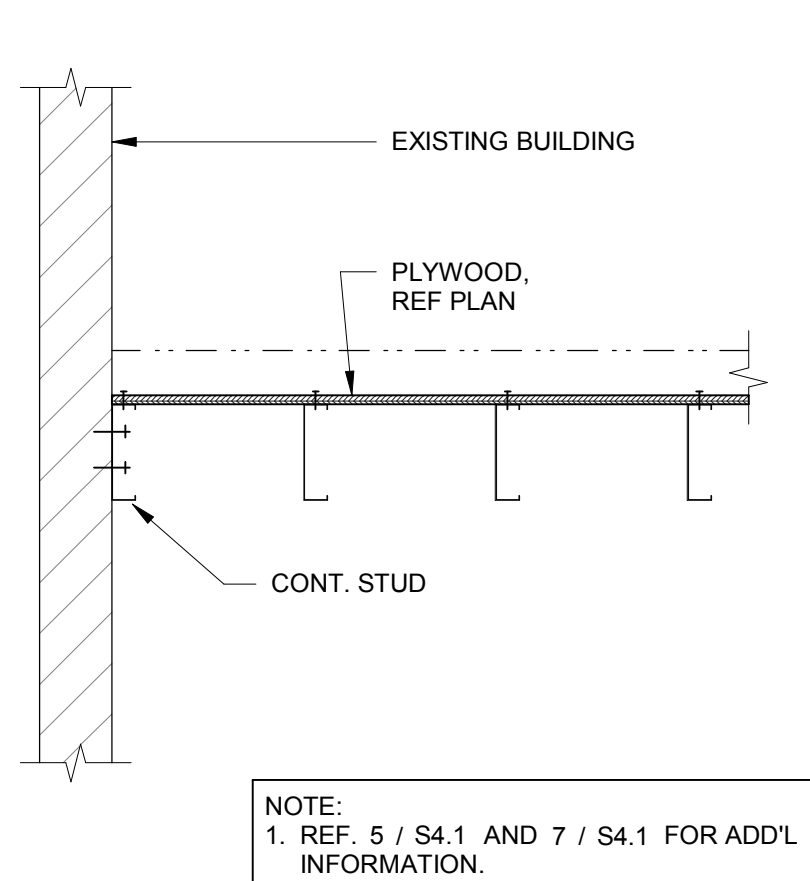 EXISTING BUILDING
PLYWOOD,
REF PLAN
CONT. STUD
NOTE:
1. REF. 5 / S4.1 AND 7 / S4.1 FOR ADD'L
INFORMATION.